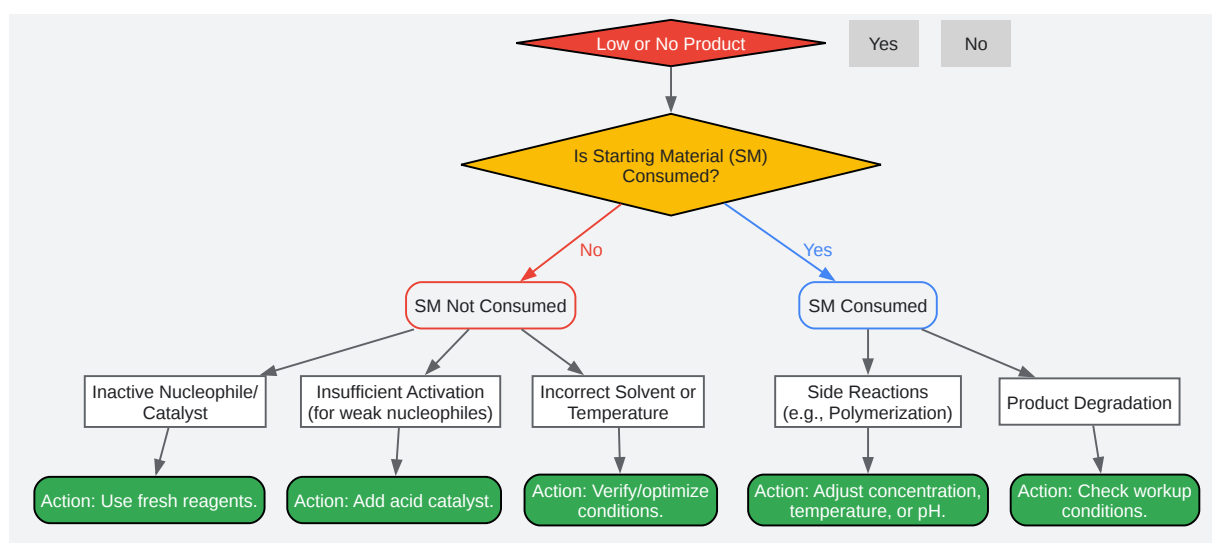 Low or No Product
Yes
No
Is Starting Material (SM)
Consumed?
No
Yes
SM Not Consumed
SM Consumed
Inactive Nucleophile/
Catalyst
Insufficient Activation
(for weak nucleophiles)
Incorrect Solvent or
Temperature
Side Reactions
(e.g., Polymerization)
Product Degradation
Action: Use fresh reagents.
Action: Add acid catalyst.
Action: Verify/optimize
conditions.
Action: Adjust concentration,
temperature, or pH.
Action: Check workup
conditions.